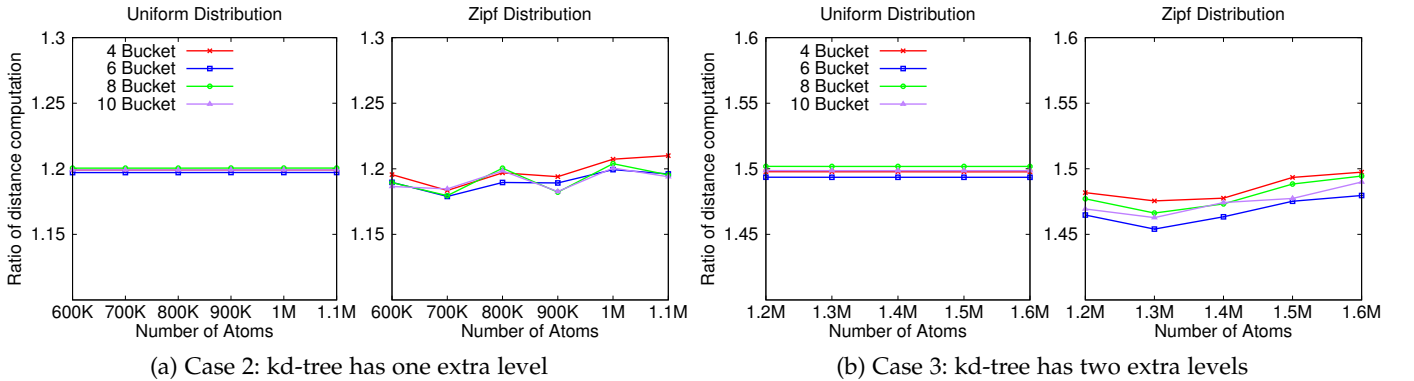 Uniform Distribution
Zipf Distribution
Uniform Distribution
Zipf Distribution
Ratio of distance computation
1.3
1.25
1.2
1.15
4 Bucket
6 Bucket
8 Bucket
10 Bucket
600K 700K 800K 900K 1M 1.1M
Number of Atoms
1.3
1.25
1.2
1.15
600K 700K 800K 900K 1M 1.1M
Number of Atoms
Ratio of distance computation
1.6
1.55
1.5
1.45
4 Bucket
6 Bucket
8 Bucket
10 Bucket
1.2M 1.3M 1.4M 1.5M 1.6M
Number of Atoms
1.6
1.55
1.5
1.45
1.2M 1.3M 1.4M 1.5M 1.6M
Number of Atoms
(a) Case 2: kd-tree has one extra level
(b) Case 3: kd-tree has two extra levels